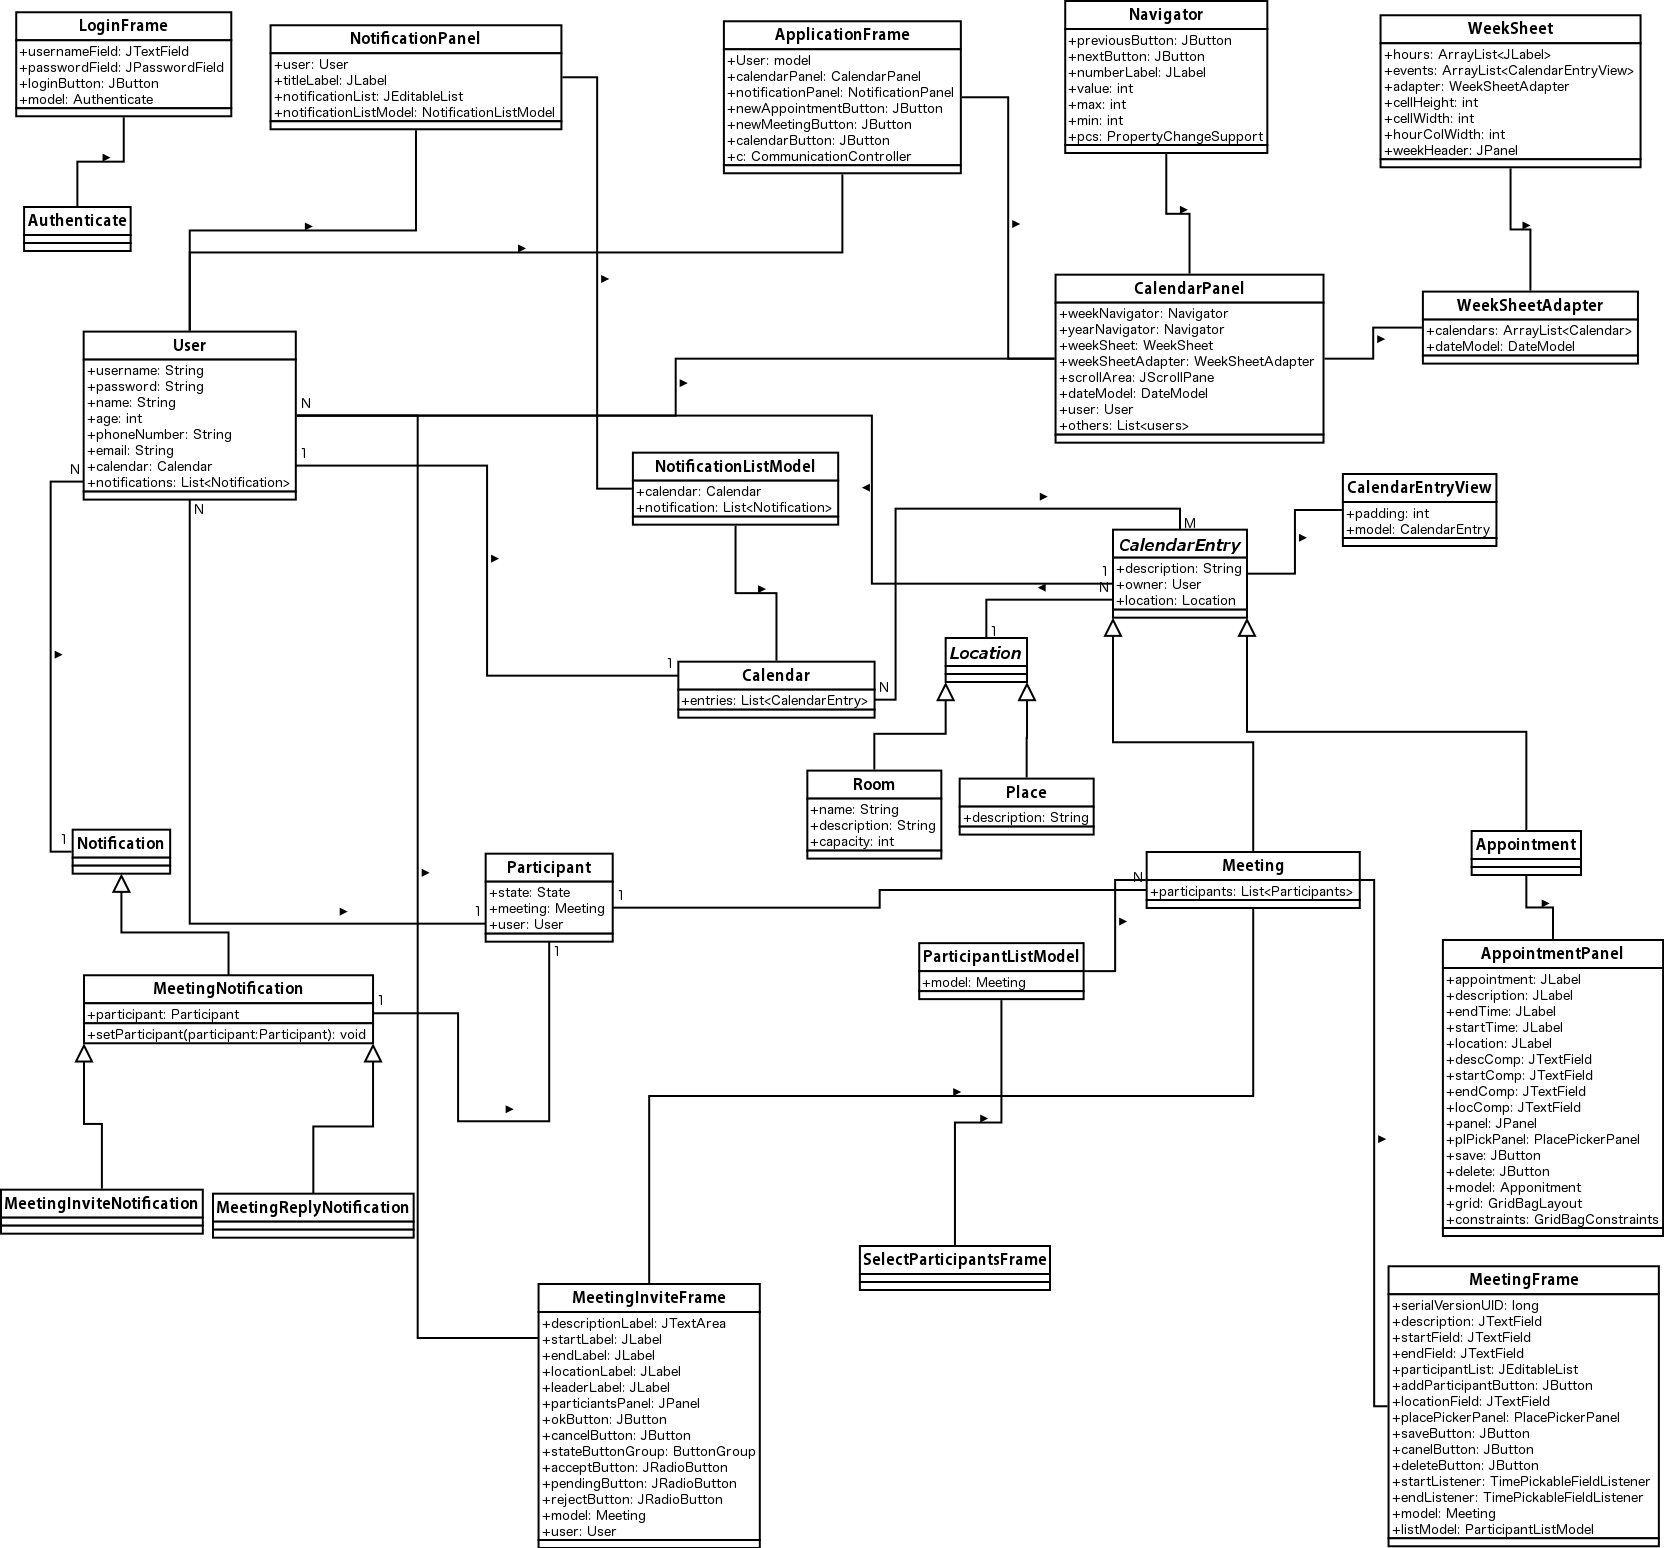 LoginFrame
+usernameField: JTextField
+passwordField: JPasswordField
+loginButton: JButton
+model: Authenticate
NotificationPanel
+user: User
+titleLabel: JLabel
+notificationList: JEditableList
+notificationListModel: NotificationListModel
ApplicationFrame
+User: model
+calendarPanel: CalendarPanel
+notificationPanel: NotificationPanel
+newAppointmentButton: JButton
+newMeetingButton: JButton
+calendarButton: JButton
+c: CommunicationController
Navigator
+previousButton: JButton
+nextButton: JButton
+numberLabel: JLabel
+value: int
+max: int
+min: int
+pcs: PropertyChangeSupport
WeekSheet
+hours: ArrayList<JLabel>
+events: ArrayList<CalendarEntryView>
+adapter: WeekSheetAdapter
+cellHeight: int
+cellWidth: int
+hourColWidth: int
+weekHeader: JPanel
Authenticate
User
+username: String
+password: String
+name: String
+age: int
+phoneNumber: String
+email: String
+calendar: Calendar
+notifications: List<Notification>
N
1
N
N
CalendarPanel
+weekNavigator: Navigator
+yearNavigator: Navigator
+weekSheet: WeekSheet
+weekSheetAdapter: WeekSheetAdapter
+scrollArea: JScrollPane
+dateModel: DateModel
+user: User
+others: List<users>
WeekSheetAdapter
+calendars: ArrayList<Calendar>
+dateModel: DateModel
NotificationListModel
+calendar: Calendar
+notification: List<Notification>
CalendarEntryView
+padding: int
+model: CalendarEntry
M
CalendarEntry
+description: String
+owner: User
+location: Location
1
N
1
Location
1
Calendar
+entries: List<CalendarEntry>
N
Room
+name: String
+description: String
+capacity: int
Place
+description: String
1
Notification
Participant
+state: State
+meeting: Meeting
+user: User
1
1
1
N
Meeting
+participants: List<Participants>
Appointment
ParticipantListModel
+model: Meeting
AppointmentPanel
+appointment: JLabel
+description: JLabel
+endTime: JLabel
+startTime: JLabel
+location: JLabel
+descComp: JTextField
+startComp: JTextField
+endComp: JTextField
+locComp: JTextField
+panel: JPanel
+plPickPanel: PlacePickerPanel
+save: JButton
+delete: JButton
+model: Apponitment
+grid: GridBagLayout
+constraints: GridBagConstraints
MeetingNotification
+participant: Participant
+setParticipant(participant:Participant): void
1
MeetingInviteNotification
MeetingReplyNotification
SelectParticipantsFrame
MeetingInviteFrame
+descriptionLabel: JTextArea
+startLabel: JLabel
+endLabel: JLabel
+locationLabel: JLabel
+leaderLabel: JLabel
+particiantsPanel: JPanel
+okButton: JButton
+cancelButton: JButton
+stateButtonGroup: ButtonGroup
+acceptButton: JRadioButton
+pendingButton: JRadioButton
+rejectButton: JRadioButton
+model: Meeting
+user: User
MeetingFrame
+serialVersionUID: long
+description: JTextField
+startField: JTextField
+endField: JTextField
+participantList: JEditableList
+addParticipantButton: JButton
+locationField: JTextField
+placePickerPanel: PlacePickerPanel
+saveButton: JButton
+canelButton: JButton
+deleteButton: JButton
+startListener: TimePickableFieldListener
+endListener: TimePickableFieldListener
+model: Meeting
+listModel: ParticipantListModel